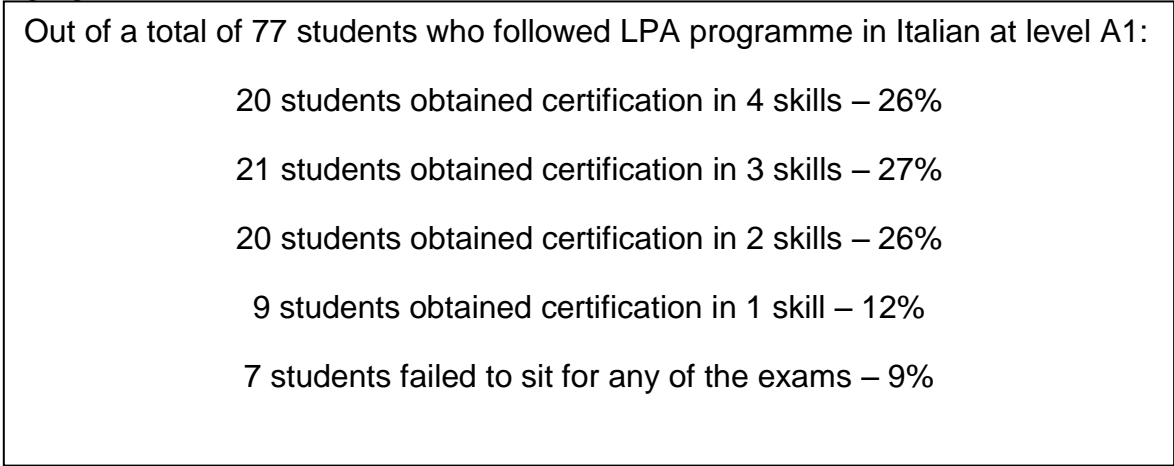 Out of a total of 77 students who followed LPA programme in Italian at level A1:
20 students obtained certification in 4 skills – 26%
21 students obtained certification in 3 skills – 27%
20 students obtained certification in 2 skills – 26%
9 students obtained certification in 1 skill – 12%
7 students failed to sit for any of the exams – 9%